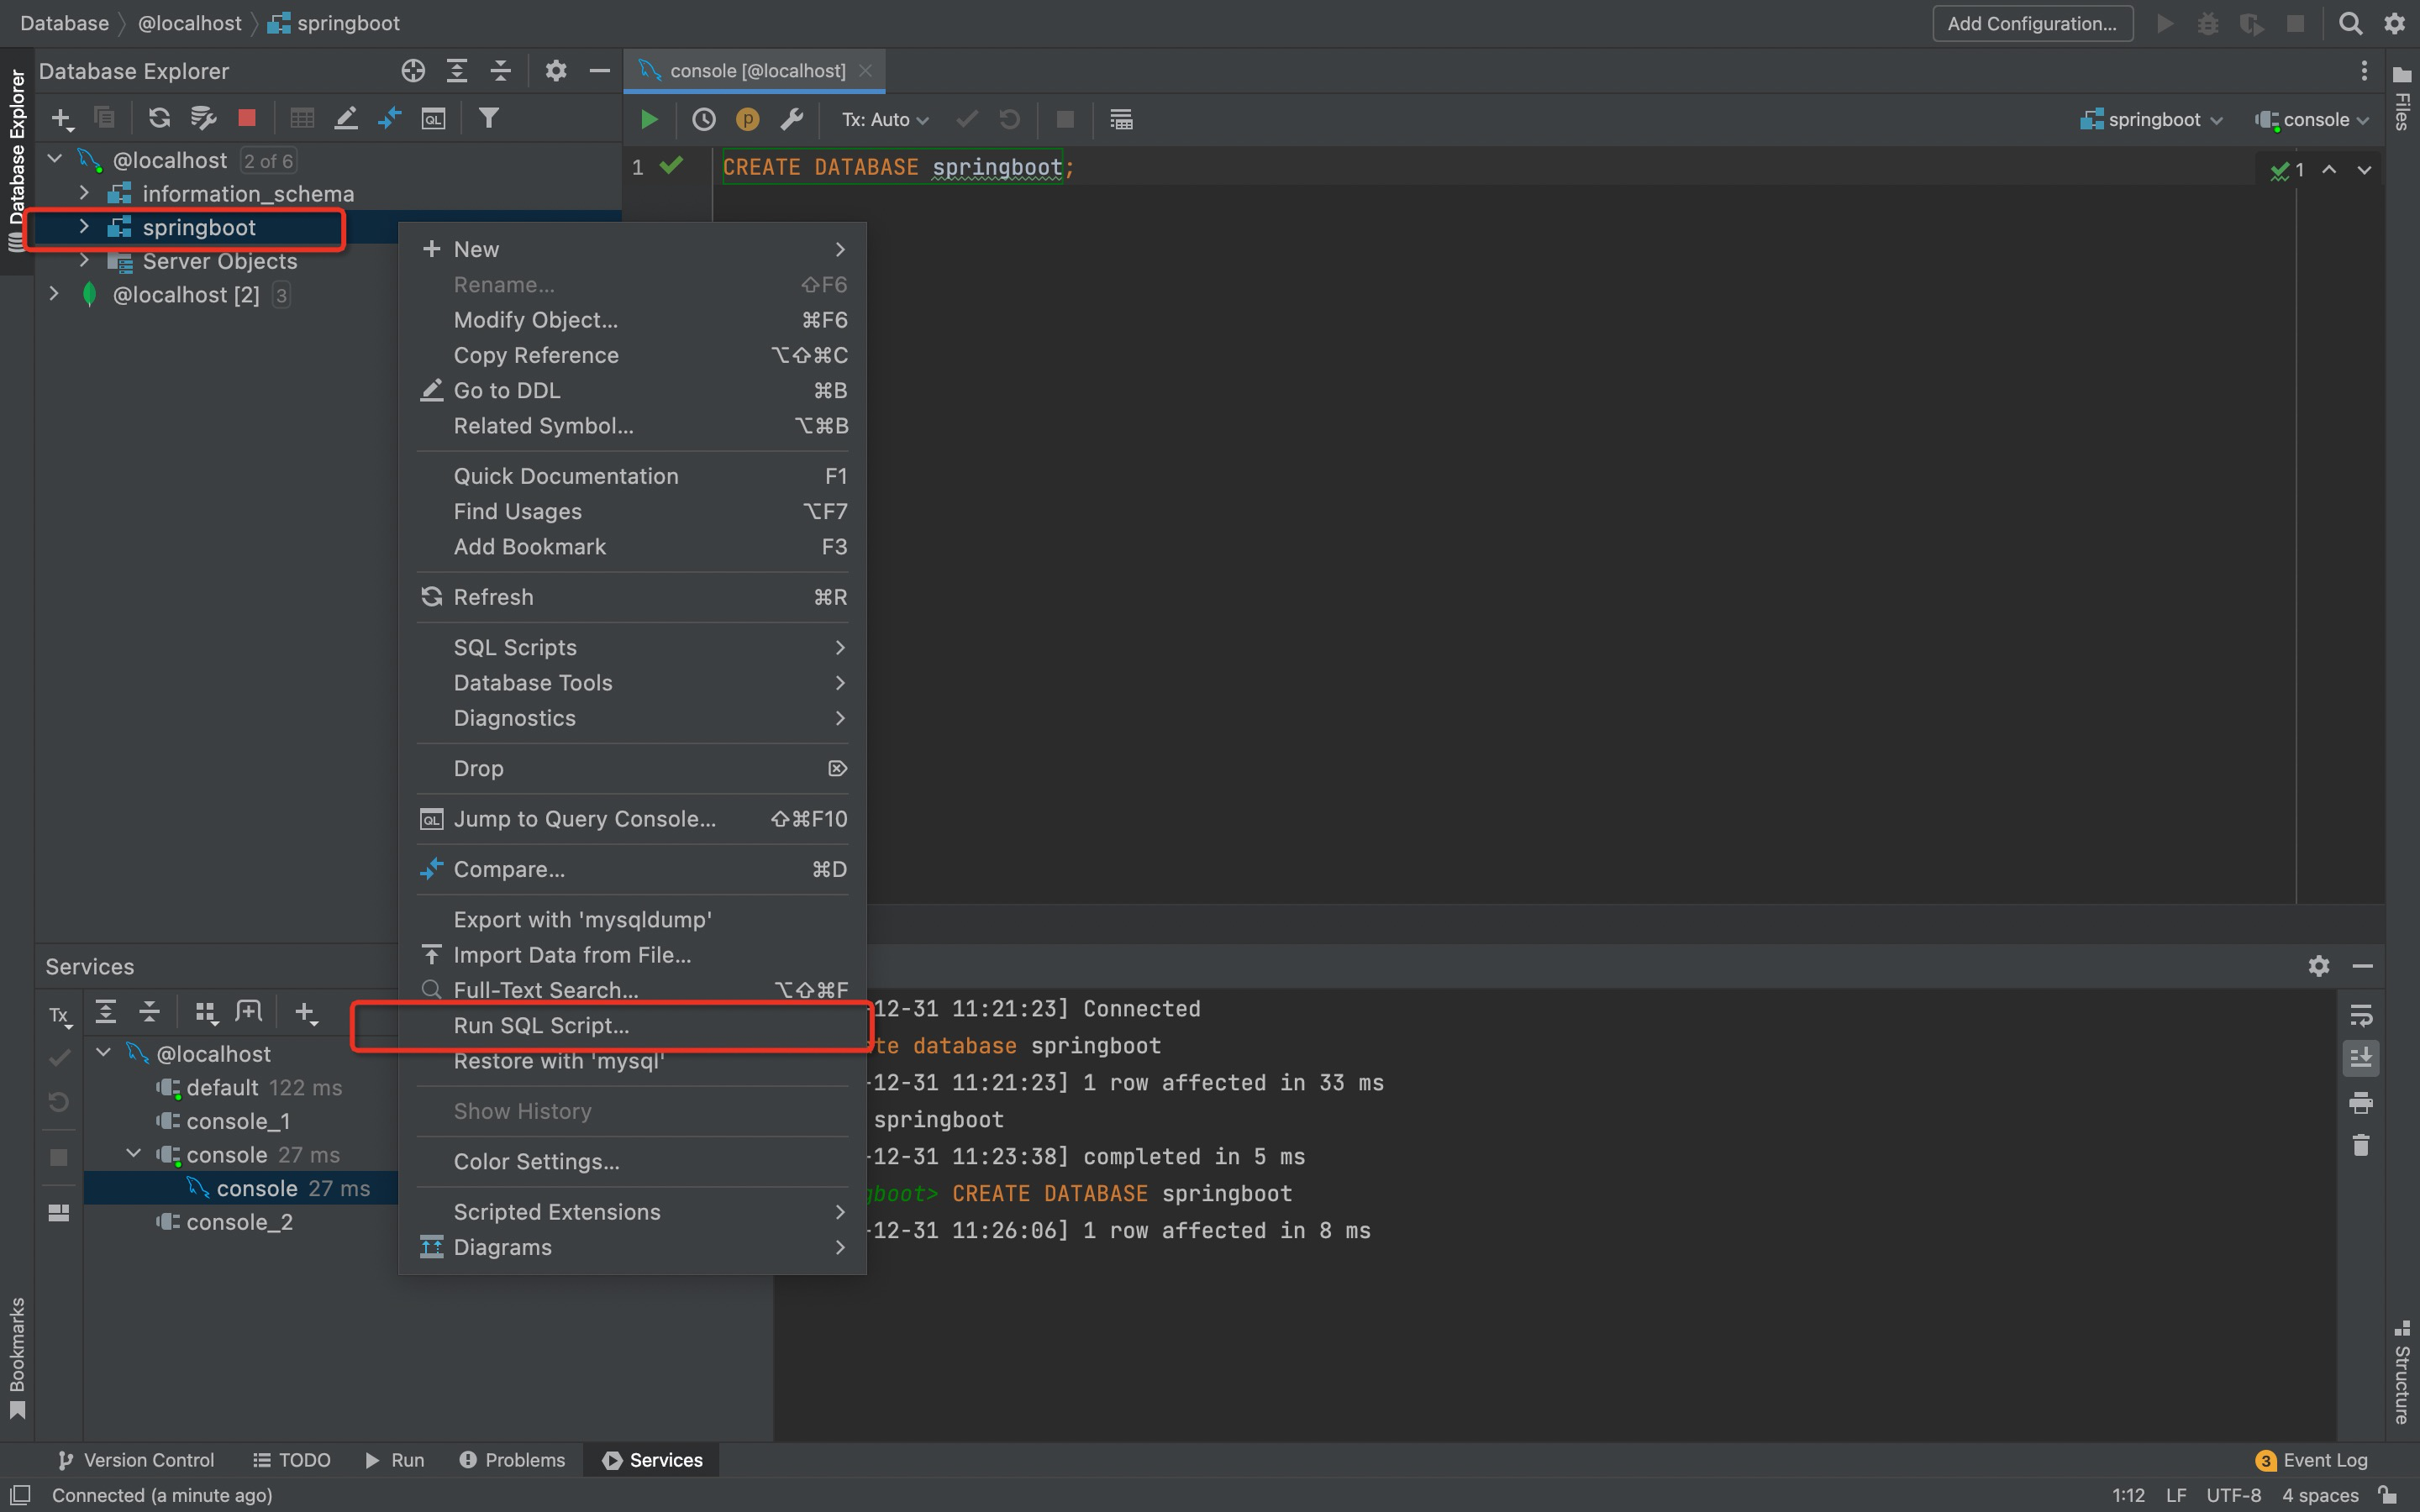 Database
@localhost
springboot
Add Configuration...
Database Explorer
Database Explorer
console [@localhost]
Files
Tx: Auto
springboot
console
@localhost 2 of 6
information_schema
springboot
Server Objects
@localhost [2] 3
1 CREATE DATABASE springboot;
1
New
Rename... ⇧F6
Modify Object... ⌘F6
Copy Reference ⌥⇧⌘C
Go to DDL ⌘B
Related Symbol... ⌥⌘B
Quick Documentation F1
Find Usages ⌥F7
Add Bookmark F3
Refresh ⌘R
SQL Scripts
Database Tools
Diagnostics
Drop ⌦
QL Jump to Query Console... ⇧⌘F10
Compare... ⌘D
Export with 'mysqldump'
Import Data from File...
Full-Text Search... ⌥⇧⌘F
Run SQL Script...
Restore with 'mysql'
Show History
Color Settings...
Scripted Extensions
Diagrams
Services
Tx
@localhost
default 122 ms
console_1
console 27 ms
console 27 ms
console_2
12-31 11:21:23] Connected
te database springboot
-12-31 11:21:23] 1 row affected in 33 ms
springboot
-12-31 11:23:38] completed in 5 ms
gboot> CREATE DATABASE springboot
-12-31 11:26:06] 1 row affected in 8 ms
Bookmarks
Structure
Version Control
TODO
Run
Problems
Services
3 Event Log
Connected (a minute ago)
1:12 LF UTF-8 4 spaces